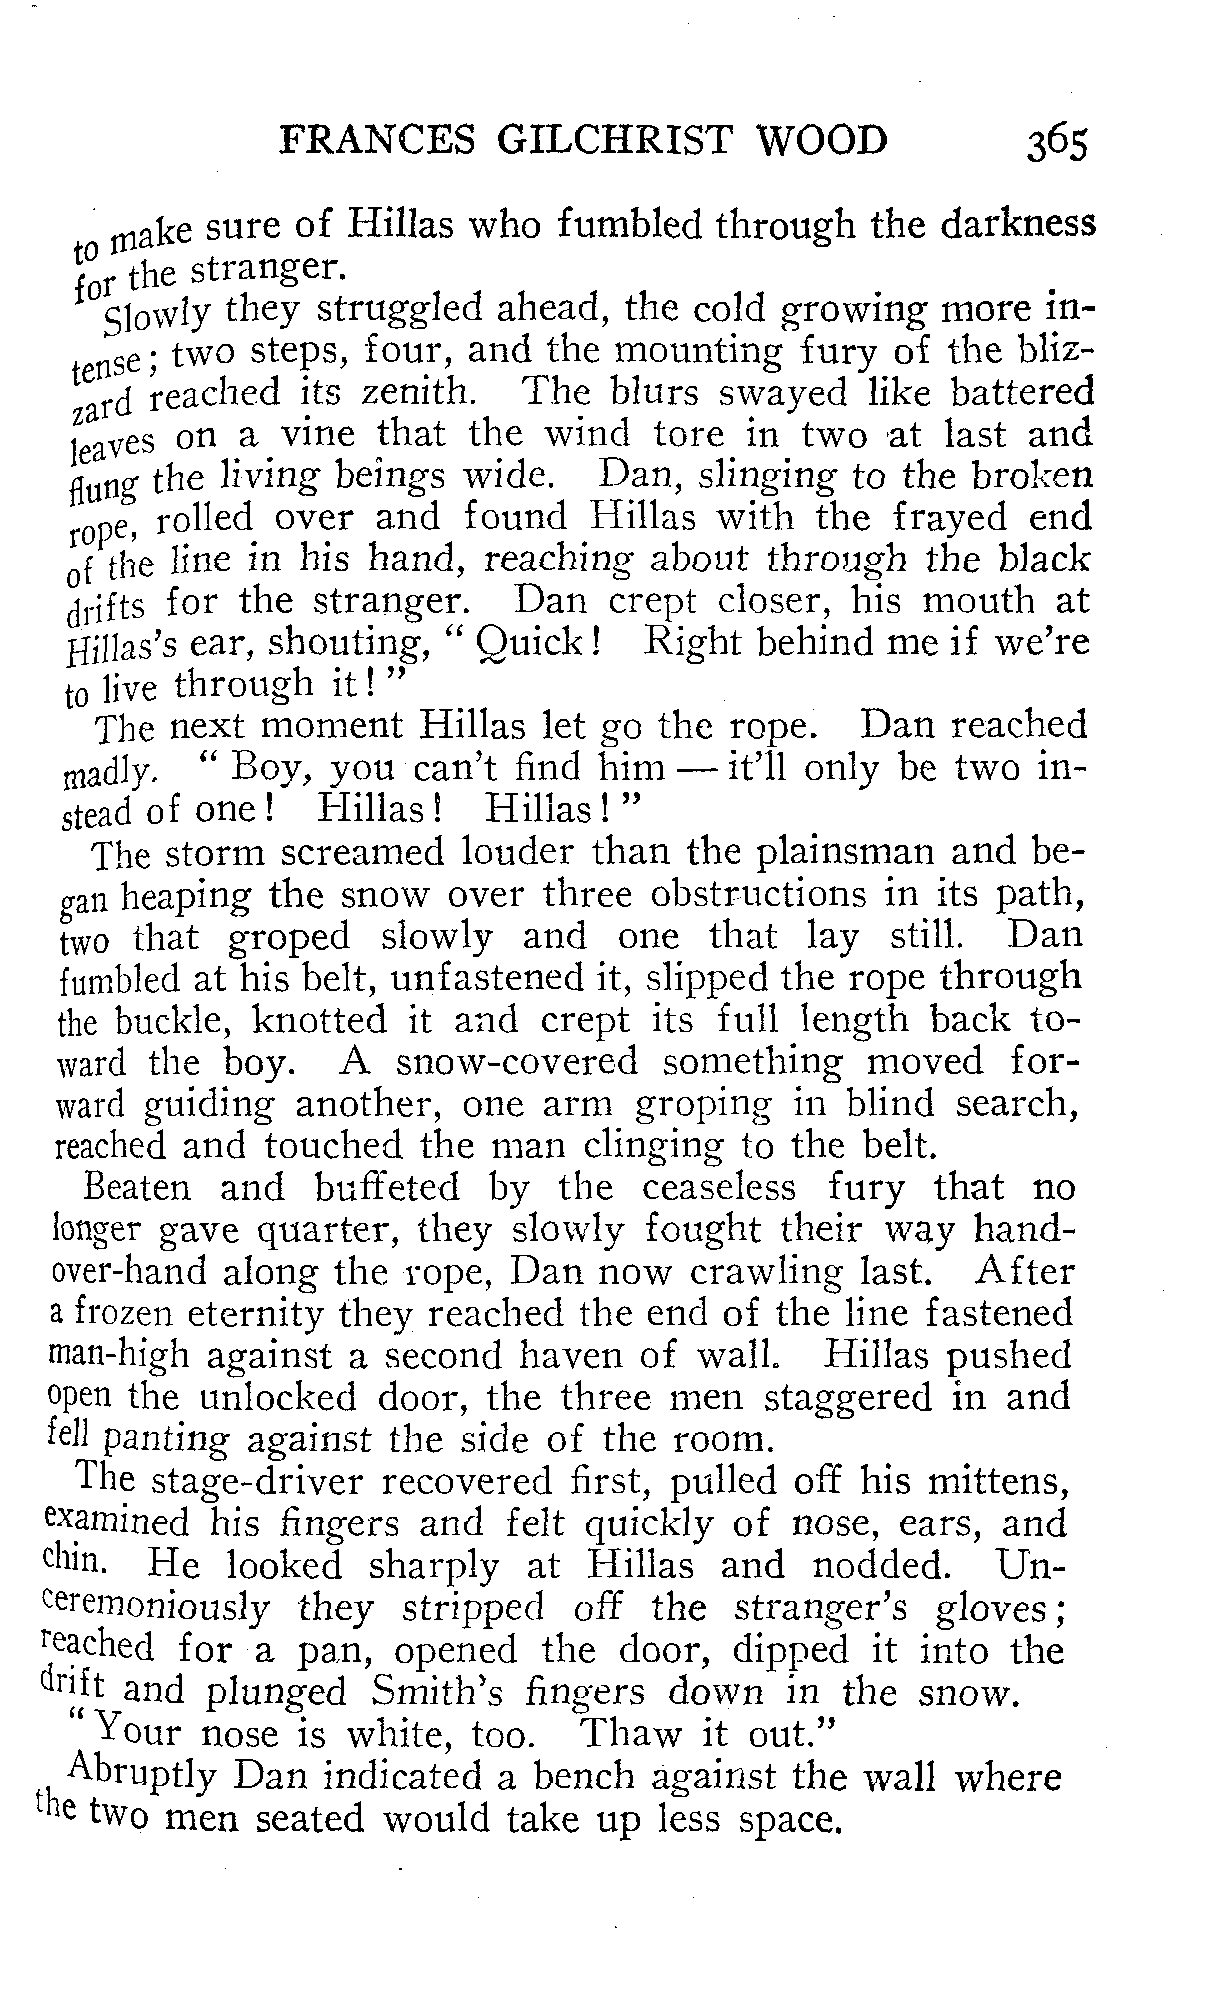 FRANCES GILCHRIST WOOD 365
to make sure of Hillas who fumbled through the darkness
for the stranger.
Slowly they struggled ahead, the cold growing more in-
tense; two steps, four, and the mounting fury of the bliz-
zard reached its zenith. The blurs swayed like battered
leaves on a vine that the wind tore in two at last and
flung the living beings wide. Dan, slinging to the broken
rope, rolled over and found Hillas with the frayed end
of the line in his hand, reaching about through the black
drifts for the stranger. Dan crept closer, his mouth at
Hillas's ear, shouting, " Quick! Right behind me if we're
to live through it! "
The next moment Hillas let go the rope. Dan reached
madly. " Boy, you can't find him — it'll only be two in-
stead of one! Hillas! Hillas! "
The storm screamed louder than the plainsman and be-
gan heaping the snow over three obstructions in its path,
two that groped slowly and one that lay still. Dan
fumbled at his belt, unfastened it, slipped the rope through
the buckle, knotted it and crept its full length back to-
ward the boy. A snow-covered something moved for-
ward guiding another, one arm groping in blind search,
reached and touched the man clinging to the belt.
Beaten and buffeted by the ceaseless fury that no
longer gave quarter, they slowly fought their way hand-
over-hand along the rope, Dan now crawling last. After
a frozen eternity they reached the end of the line fastened
man-high against a second haven of wall. Hillas pushed
open the unlocked door, the three men staggered in and
fell panting against the side of the room.
The stage-driver recovered first, pulled off his mittens,
examined his fingers and felt quickly of nose, ears, and
chin. He looked sharply at Hillas and nodded. Un-
ceremoniously they stripped off the stranger's gloves;
reached for a pan, opened the door, dipped it into the
drift and plunged Smith's fingers down in the snow.
" Your nose is white, too. Thaw it out."
Abruptly Dan indicated a bench against the wall where
the two men seated would take up less space.